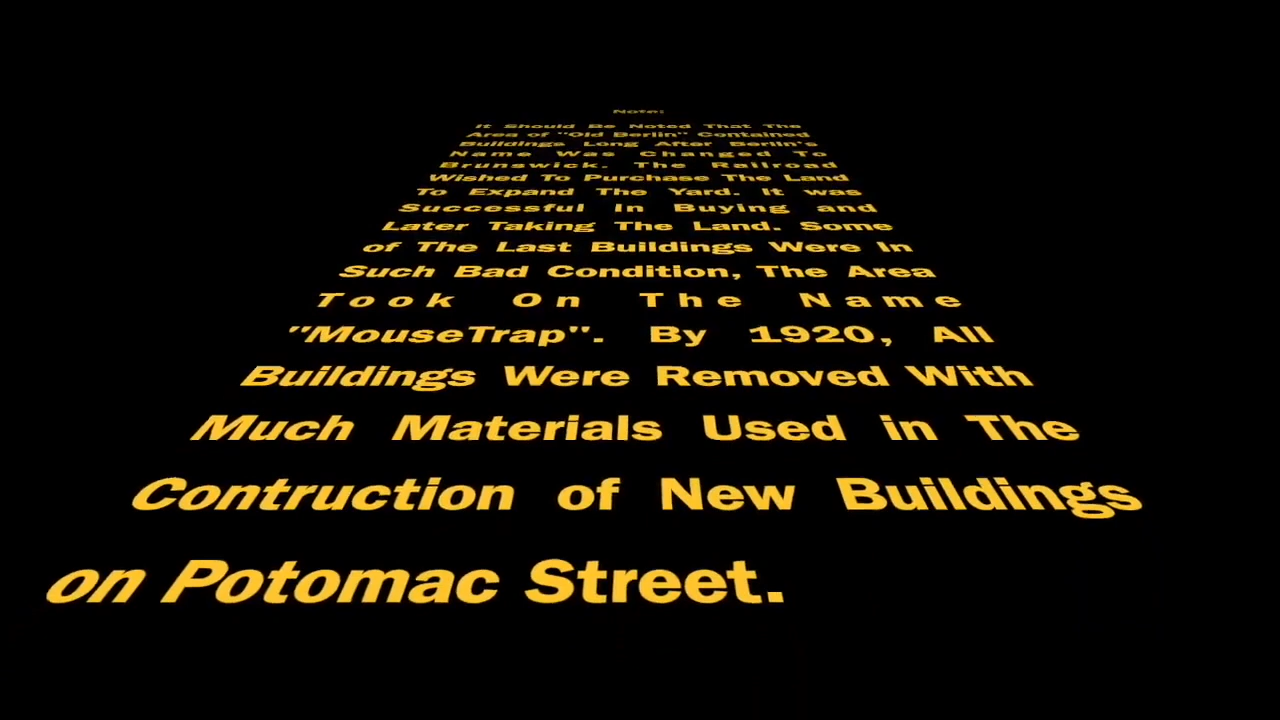 Note:
It Should Be Noted That The
Area of "Old Berlin" Contained
Buildings Long After Berlin's
Name Was Changed To
Brunswick. The Railroad
Wished To Purchase The Land
To Expand The Yard. It was
Successful In Buying and
Later Taking The Land. Some
of The Last Buildings Were In
Such Bad Condition, The Area
Took On The Name
"MouseTrap". By 1920, All
Buildings Were Removed With
Much Materials Used in The
Contruction of New Buildings
on Potomac Street.